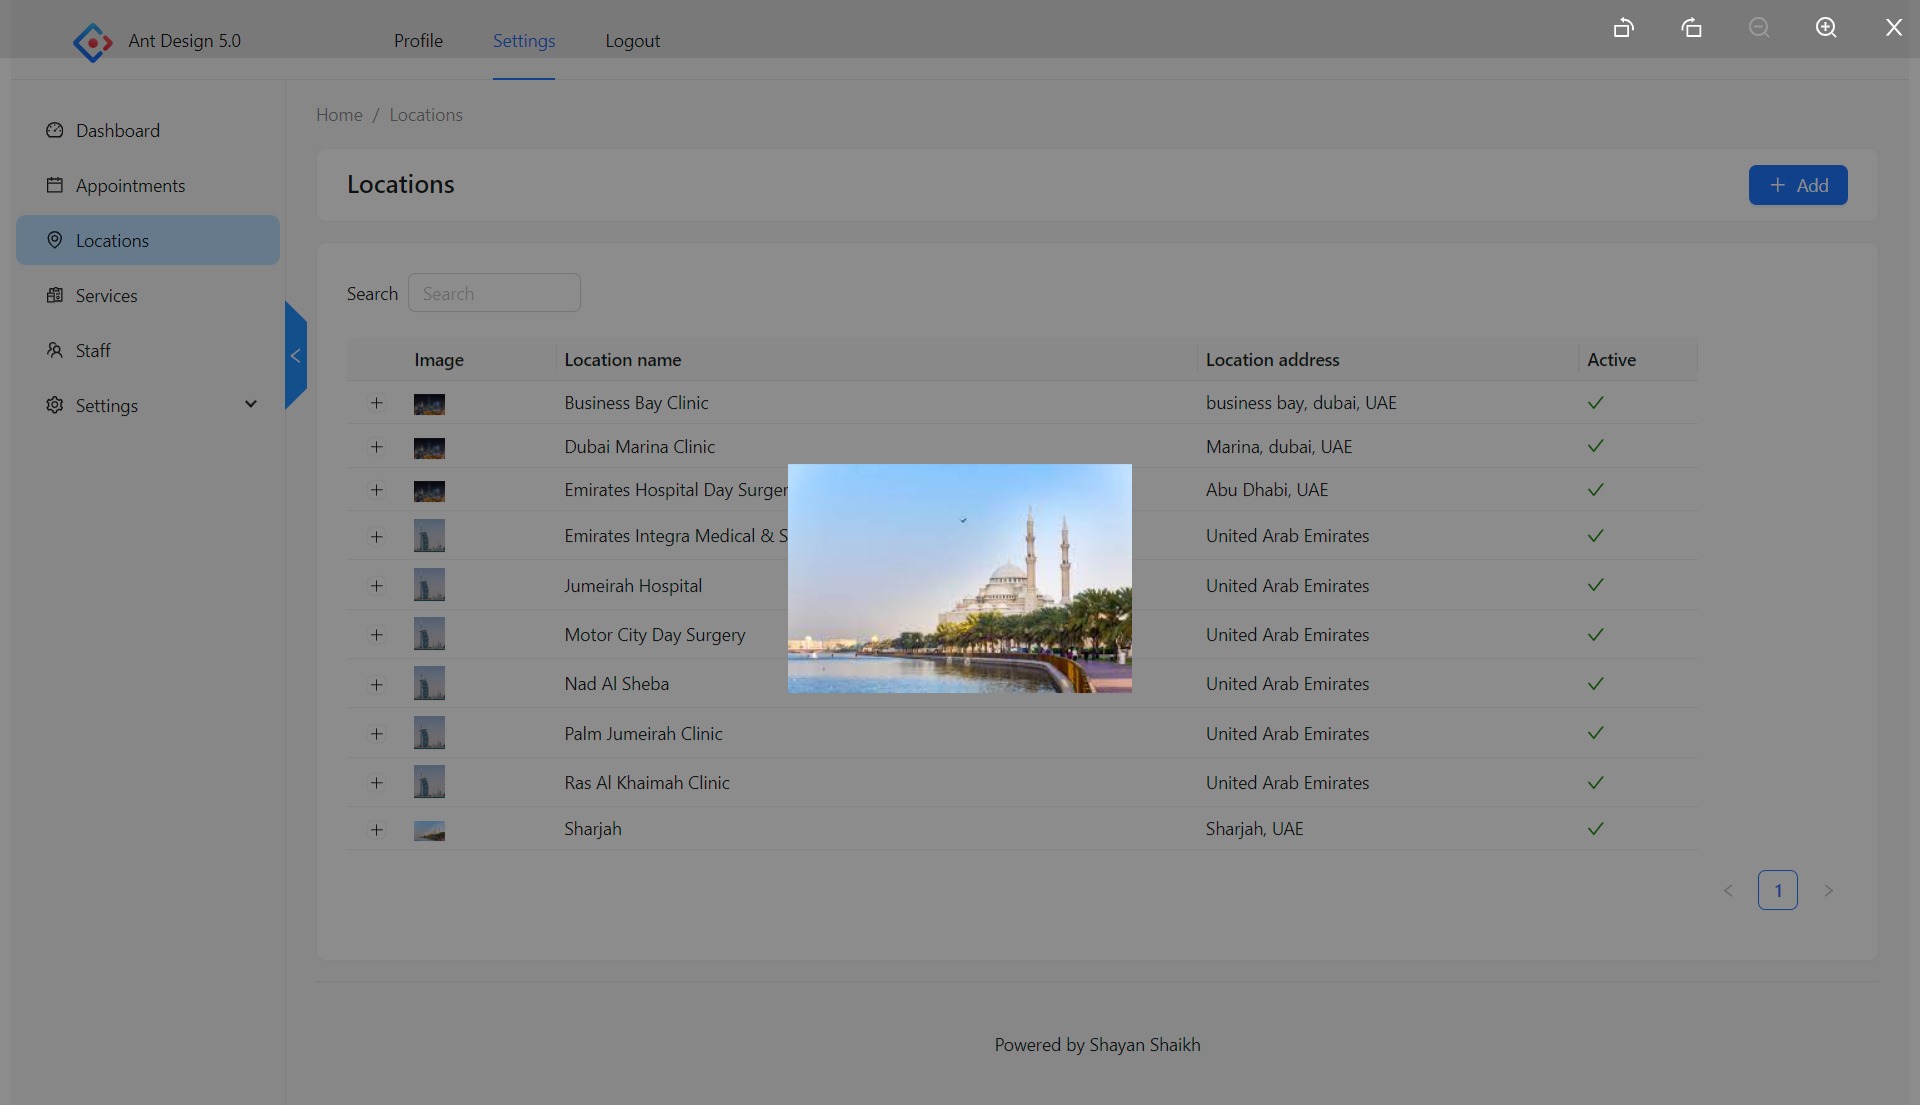 Ant Design 5.0
Profile
Settings
Logout
Dashboard
Appointments
Locations
Services
Staff
Settings
Home / Locations
Locations
+ Add
Search Search
Image Location name Location address Active
Business Bay Clinic business bay, dubai, UAE
Dubai Marina Clinic Marina, dubai, UAE
Emirates Hospital Day Surger Abu Dhabi, UAE
Emirates Integra Medical & S United Arab Emirates
Jumeirah Hospital United Arab Emirates
Motor City Day Surgery United Arab Emirates
Nad Al Sheba United Arab Emirates
Palm Jumeirah Clinic United Arab Emirates
Ras Al Khaimah Clinic United Arab Emirates
Sharjah Sharjah, UAE
< 1 >
Powered by Shayan Shaikh